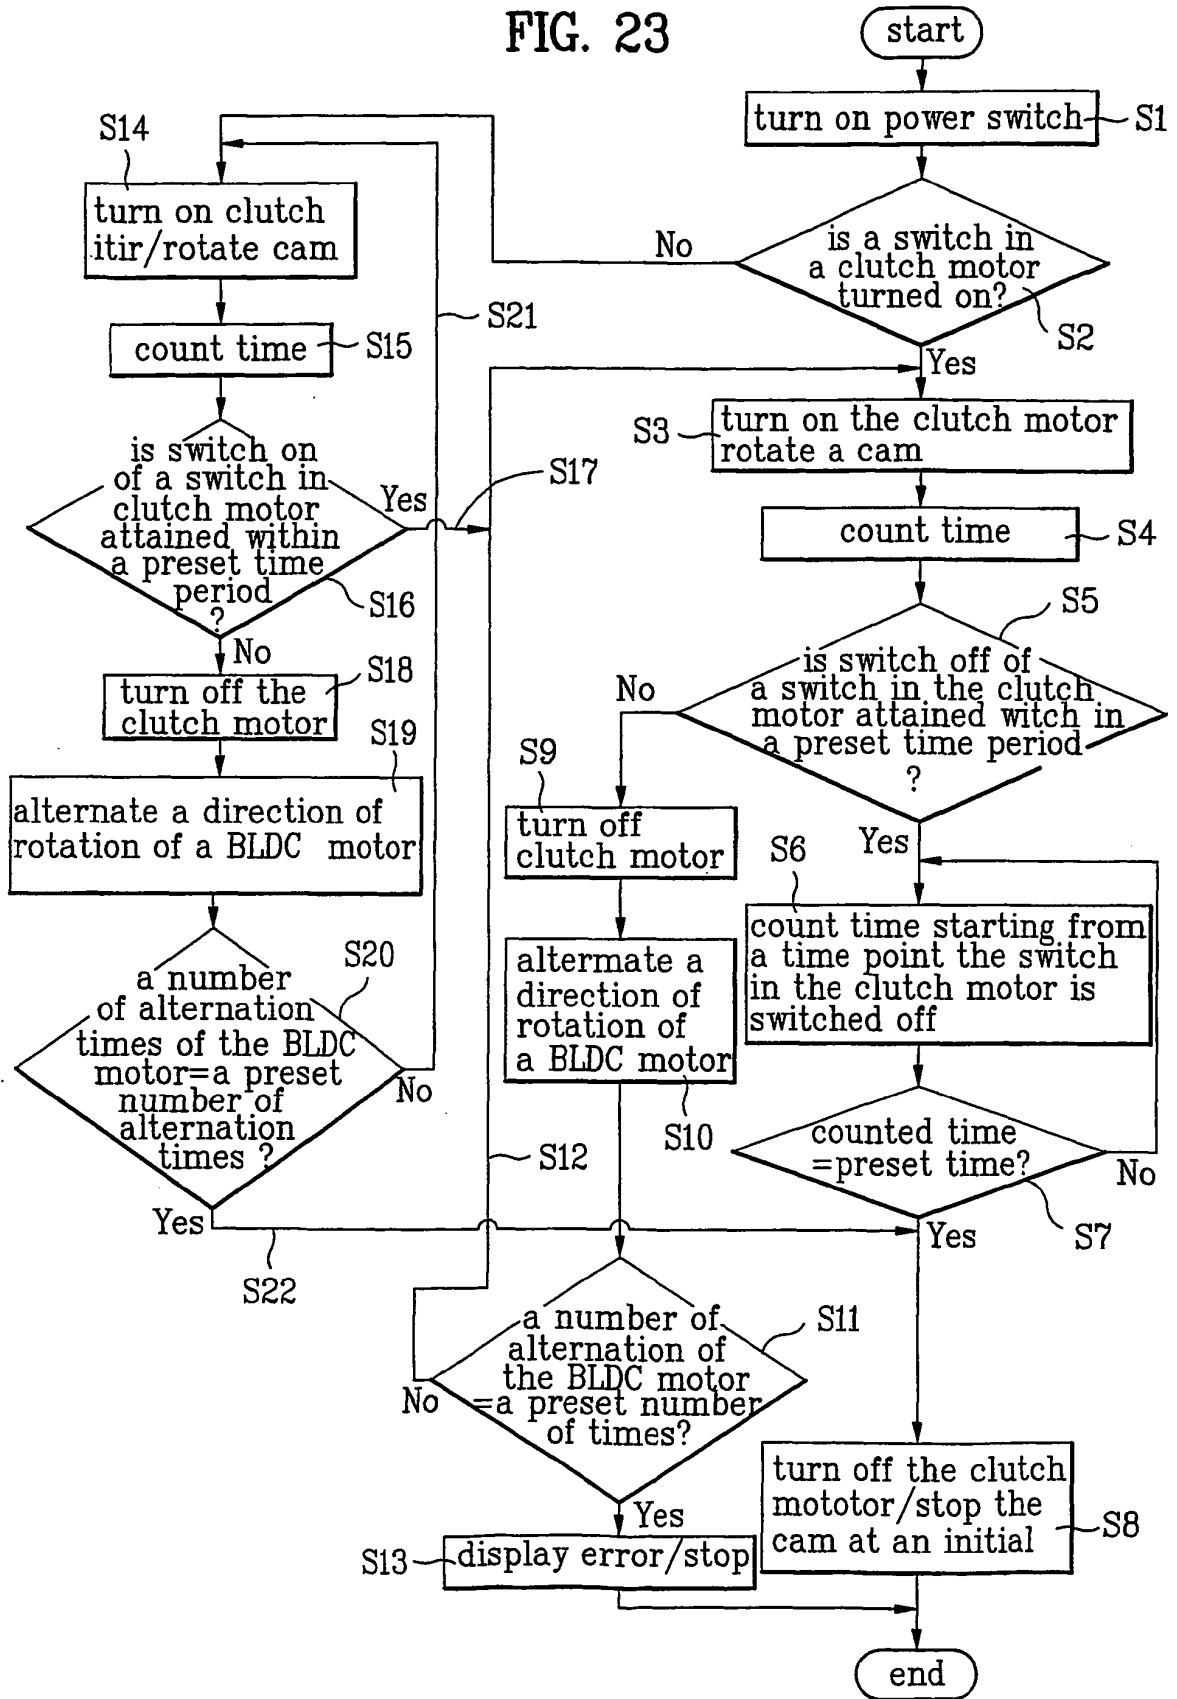 FIG. 23
start
turn on power switch
S1
is a switch in
a clutch motor
turned on?
S2
No
Yes
S14
turn on clutch
itir/rotate cam
count time
S15
S21
is switch on
of a switch in
clutch motor
attained within
a preset time
period
?
S16
Yes
S17
No
turn off the
clutch motor
S18
S19
alternate a direction of
rotation of a BLDC motor
a number
of alternation
times of the BLDC
motor=a preset
number of
alternation
times ?
S20
No
Yes
S22
S3
turn on the clutch motor
rotate a cam
count time
S4
S5
is switch off of
a switch in the clutch
motor attained witch in
a preset time period
?
No
Yes
S9
turn off
clutch motor
altermate a
direction of
rotation of
a BLDC motor
S10
S12
a number of
alternation of
the BLDC motor
=a preset number
of times?
S11
No
Yes
S13
display error/stop
S6
count time starting from
a time point the switch
in the clutch motor is
switched off
counted time
=preset time?
No
S7
Yes
turn off the clutch
mototor/stop the
cam at an initial
S8
end